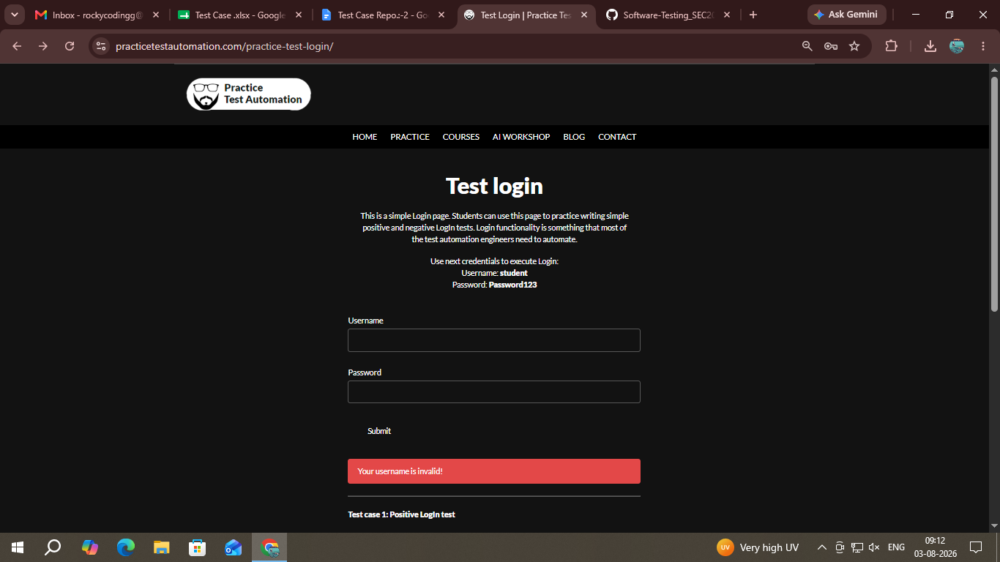 Inbox - rockycodingg@
Test Case .xlsx - Google
Test Case Repo.:-2 - Goo
Test Login | Practice Tes
Software-Testing_SEC20
Ask Gemini
practicetestautomation.com/practice-test-login/
Practice
Test Automation
HOME PRACTICE COURSES AI WORKSHOP BLOG CONTACT
Test login
This is a simple Login page. Students can use this page to practice writing simple
positive and negative LogIn tests. Login functionality is something that most of
the test automation engineers need to automate.
Use next credentials to execute Login:
Username: student
Password: Password123
Username
Password
Submit
Your username is invalid!
Test case 1: Positive LogIn test
UV Very high UV
ENG
09:12
03-08-2026